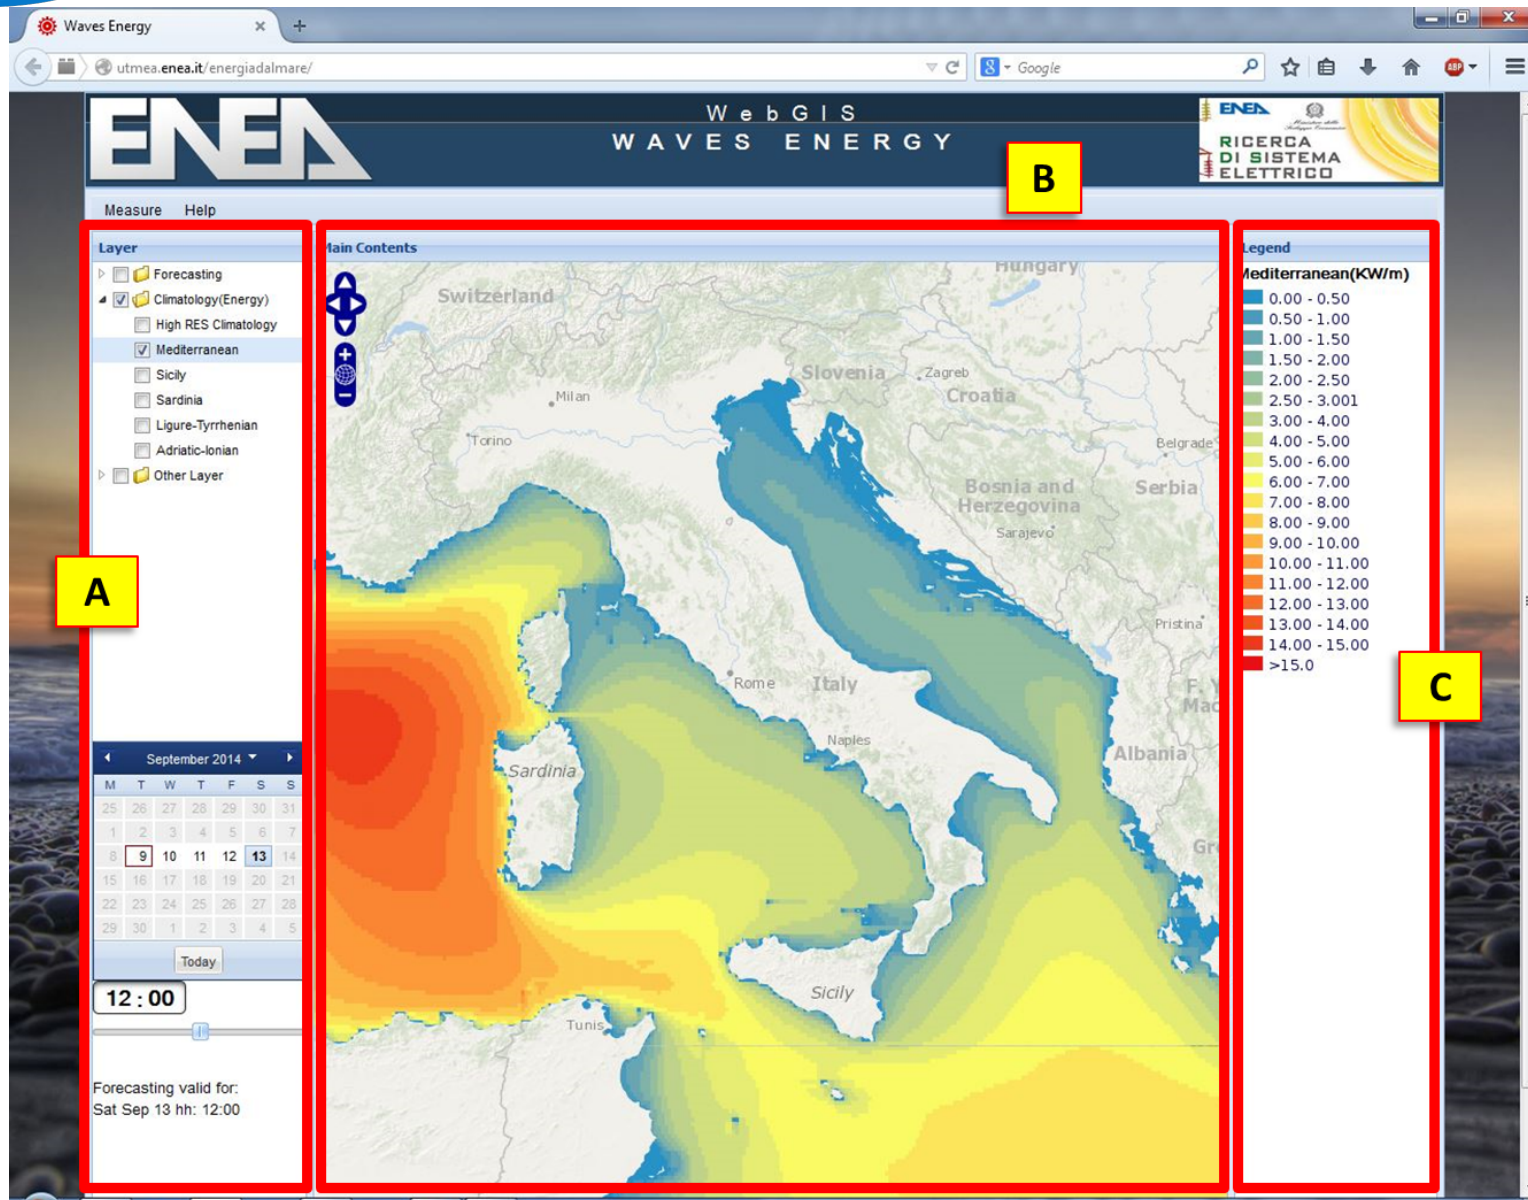 Waves Energy
utmea.enea.it/energiadalmare/
Google
ABP
ENEA
WebGIS
WAVES ENERGY
ENEA
RICERCA
DI SISTEMA
ELETTRICO
B
Measure Help
Layer
Forecasting
Climatology(Energy)
High RES Climatology
Mediterranean
Sicily
Sardinia
Ligure-Tyrrhenian
Adriatic-Ionian
Other Layer
A
September 2014
M T W T F S S
25 26 27 28 29 30 31
1 2 3 4 5 6 7
8 9 10 11 12 13 14
15 16 17 18 19 20 21
22 23 24 25 26 27 28
29 30 1 2 3 4 5
Today
12 : 00
Forecasting valid for:
Sat Sep 13 hh: 12:00
Main Contents
Hungary
Switzerland
Slovenia
Zagreb
Croatia
Milan
Torino
Belgrade
Bosnia and
Herzegovina
Serbia
Sarajevo
Pristina
Rome
Italy
F. Y
Mac
Naples
Albania
Sardinia
Gr
Sicily
Tunis
Legend
Mediterranean(KW/m)
0.00 - 0.50
0.50 - 1.00
1.00 - 1.50
1.50 - 2.00
2.00 - 2.50
2.50 - 3.001
3.00 - 4.00
4.00 - 5.00
5.00 - 6.00
6.00 - 7.00
7.00 - 8.00
8.00 - 9.00
9.00 - 10.00
10.00 - 11.00
11.00 - 12.00
12.00 - 13.00
13.00 - 14.00
14.00 - 15.00
>15.0
C